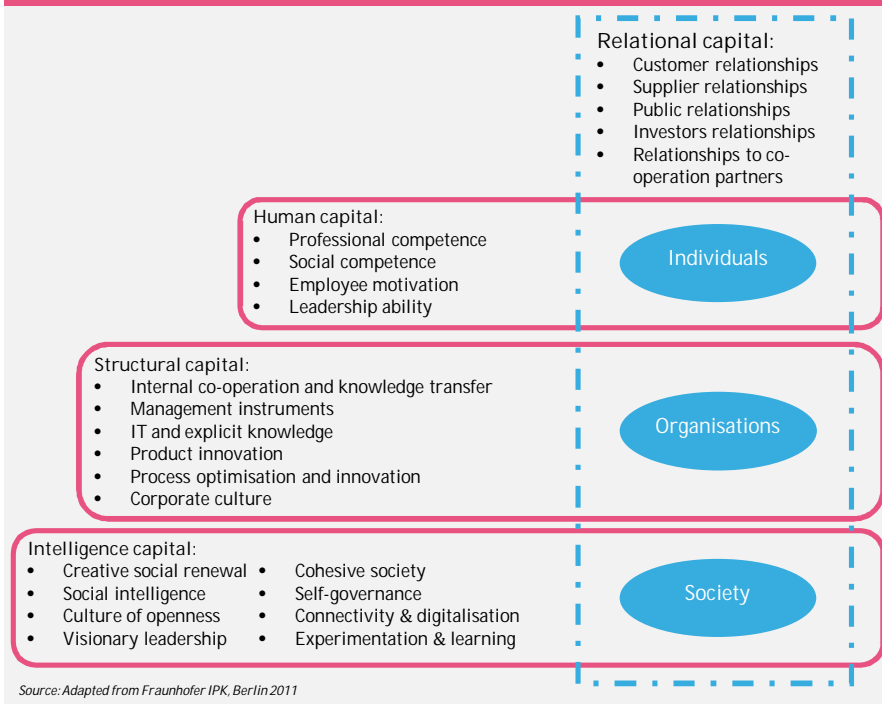 Relational capital:
• Customer relationships
• Supplier relationships
• Public relationships
• Investors relationships
• Relationships to co-
operation partners
Human capital:
• Professional competence
• Social competence
• Employee motivation
• Leadership ability
Individuals
Structural capital:
• Internal co-operation and knowledge transfer
• Management instruments
• IT and explicit knowledge
• Product innovation
• Process optimisation and innovation
• Corporate culture
Organisations
Intelligence capital:
• Creative social renewal
• Social intelligence
• Culture of openness
• Visionary leadership
• Cohesive society
• Self-governance
• Connectivity & digitalisation
• Experimentation & learning
Society
Source: Adapted from Fraunhofer IPK, Berlin 2011